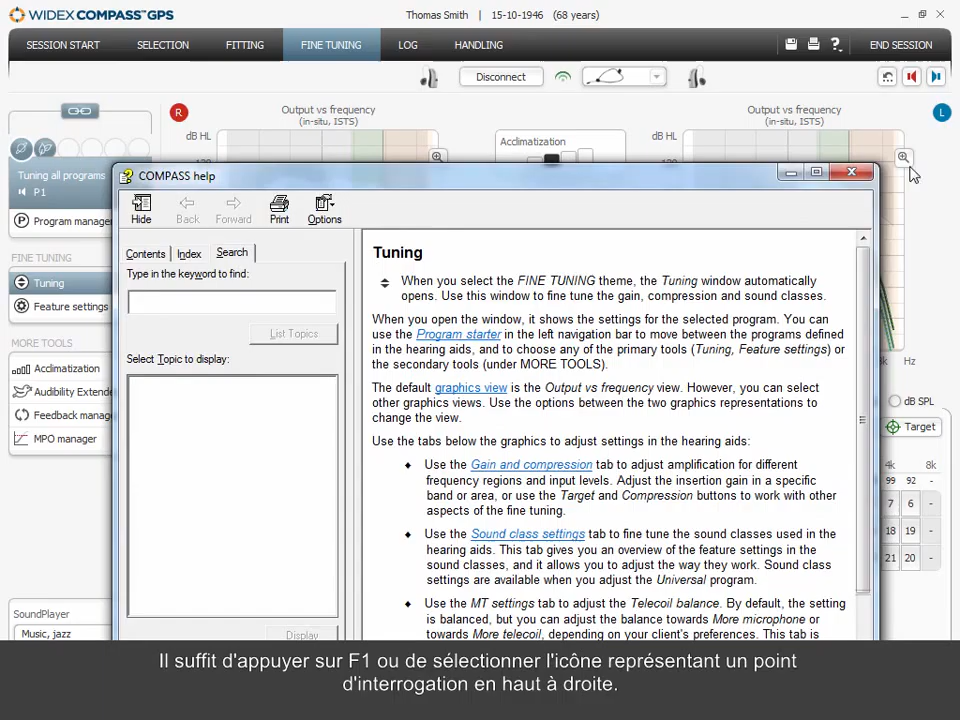 WIDEX COMPASS™GPS
Thomas Smith | 15-10-1946 (68 years)
SESSION START SELECTION FITTING FINE TUNING LOG HANDLING END SESSION
Disconnect
R Output vs frequency Output vs frequency L
(in-situ, ISTS) (in-situ, ISTS)
dB HL Acclimatization dB HL
Tuning all programs
P1
P Program manage
FINE TUNING
Tuning
Feature settings
MORE TOOLS
Acclimatization
Audibility Extende
Feedback manag
MPO manager
SoundPlayer
Music, jazz
COMPASS help
Hide Back Forward Print Options
Contents Index Search
Type in the keyword to find:
List Topics
Select Topic to display:
Display
Tuning
When you select the FINE TUNING theme, the Tuning window automatically
opens. Use this window to fine tune the gain, compression and sound classes.
When you open the window, it shows the settings for the selected program. You can
use the Program starter in the left navigation bar to move between the programs defined
in the hearing aids, and to choose any of the primary tools (Tuning, Feature settings) or
the secondary tools (under MORE TOOLS).
The default graphics view is the Output vs frequency view. However, you can select
other graphics views. Use the options between the two graphics representations to
change the view.
Use the tabs below the graphics to adjust settings in the hearing aids:
Use the Gain and compression tab to adjust amplification for different
frequency regions and input levels. Adjust the insertion gain in a specific
band or area, or use the Target and Compression buttons to work with other
aspects of the fine tuning.
Use the Sound class settings tab to fine tune the sound classes used in the
hearing aids. This tab gives you an overview of the feature settings in the
sound classes, and it allows you to adjust the way they work. Sound class
settings are available when you adjust the Universal program.
Use the MT settings tab to adjust the Telecoil balance. By default, the setting
is balanced, but you can adjust the balance towards More microphone or
towards More telecoil, depending on your client's preferences. This tab is
Hz
dB SPL
Target
4k 8k
99 92 -
7 6 -
18 19 -
21 20 -
Il suffit d'appuyer sur F1 ou de sélectionner l'icône représentant un point
d'interrogation en haut à droite.